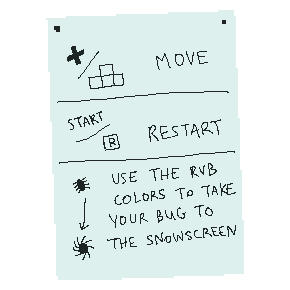 MOVE
START
R
RESTART
USE THE RVB
COLORS TO TAKE
YOUR BUG TO
THE SNOWSCREEN